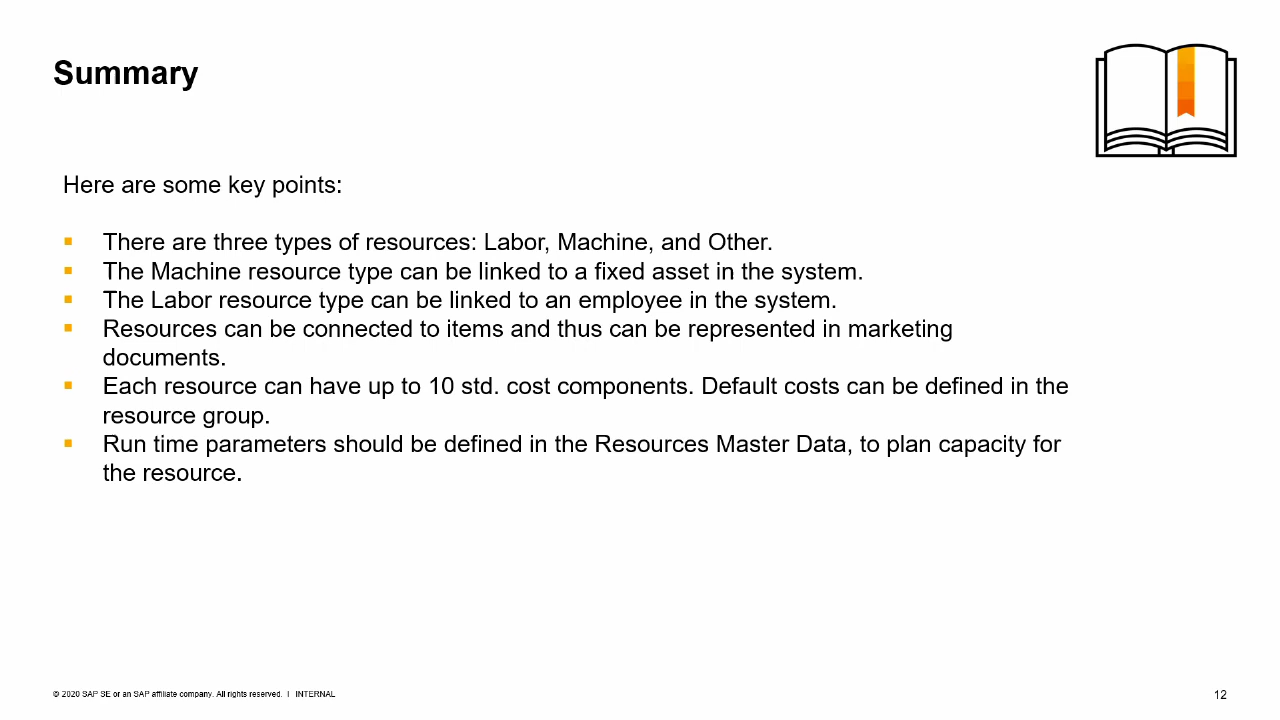 Summary
Here are some key points:
▪ There are three types of resources: Labor, Machine, and Other.
▪ The Machine resource type can be linked to a fixed asset in the system.
▪ The Labor resource type can be linked to an employee in the system.
▪ Resources can be connected to items and thus can be represented in marketing
documents.
▪ Each resource can have up to 10 std. cost components. Default costs can be defined in the
resource group.
▪ Run time parameters should be defined in the Resources Master Data, to plan capacity for
the resource.
© 2020 SAP SE or an SAP affiliate company. All rights reserved. I INTERNAL
12